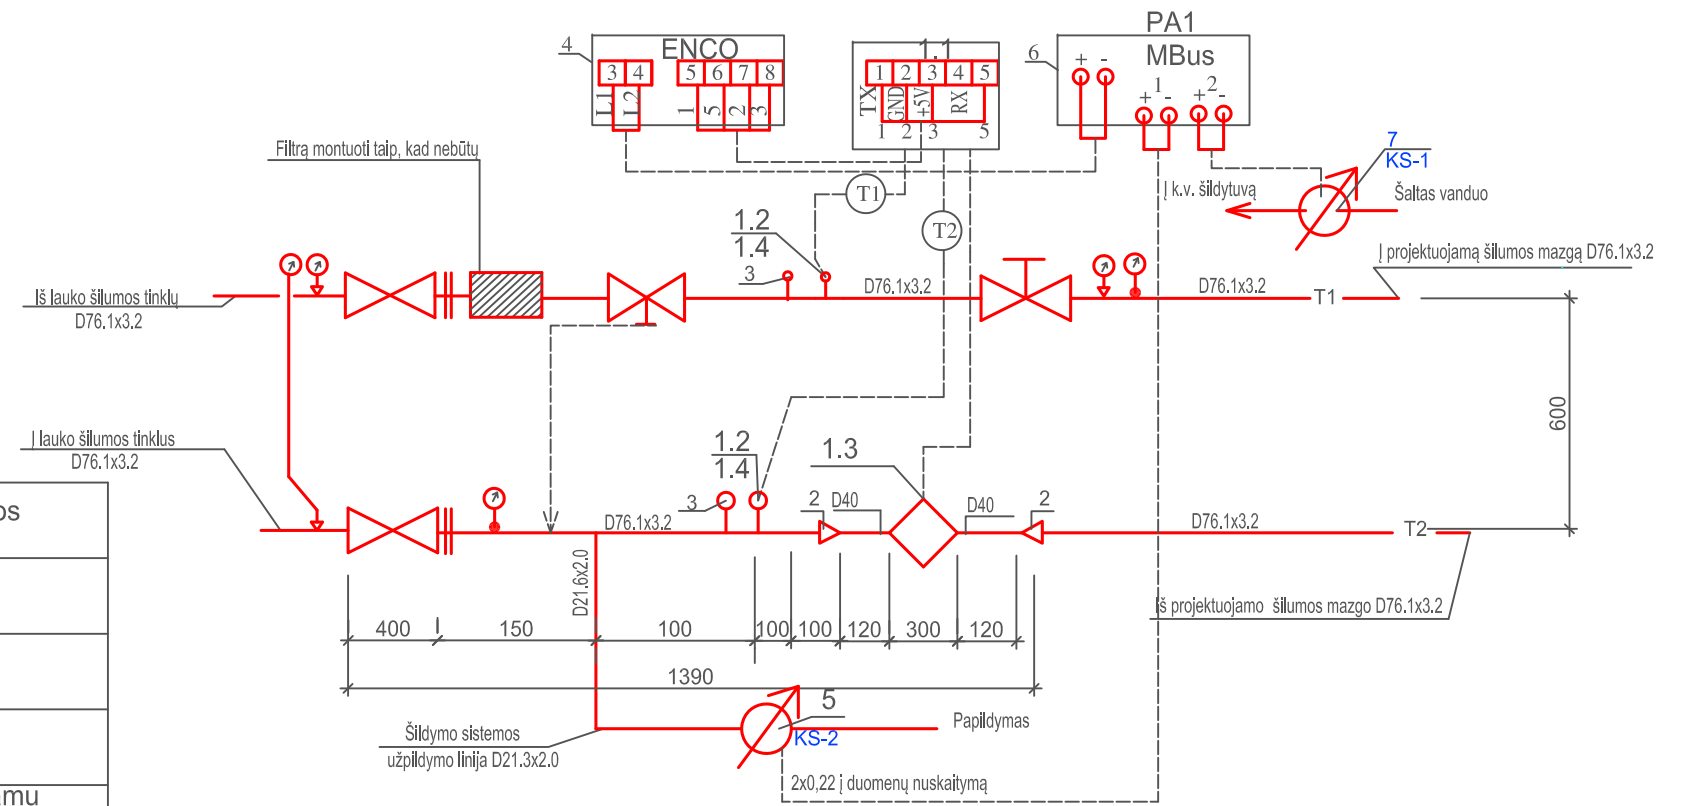 PA1
4
ENCO
1.1
6
MBus
+ -
3 4
5 6 7 8
1 2 3 4 5
+ 1 -
+ 2 -
L1 L2
1 5 2 3
TX GND +5V RX
1 2 3 5
Filtrą montuoti taip, kad nebūtų
7
KS-1
Į k.v. šildytuvą
Šaltas vanduo
T1
T2
1.2
1.4
3
Į projektuojamą šilumos mazgą D76.1x3.2
Iš lauko šilumos tinklų
D76.1x3.2
D76.1x3.2
D76.1x3.2
T1
600
Į lauko šilumos tinklus
D76.1x3.2
1.2
1.4
1.3
3
2
D40
D40
2
os
D76.1x3.2
D76.1x3.2
T2
D21.6x2.0
Iš projektuojamo šilumos mazgo D76.1x3.2
400 150 100 100 100 120 300 120
1390
5
KS-2
Papildymas
Šildymo sistemos
užpildymo linija D21.3x2.0
2x0,22 į duomenų nuskaitymą
amu